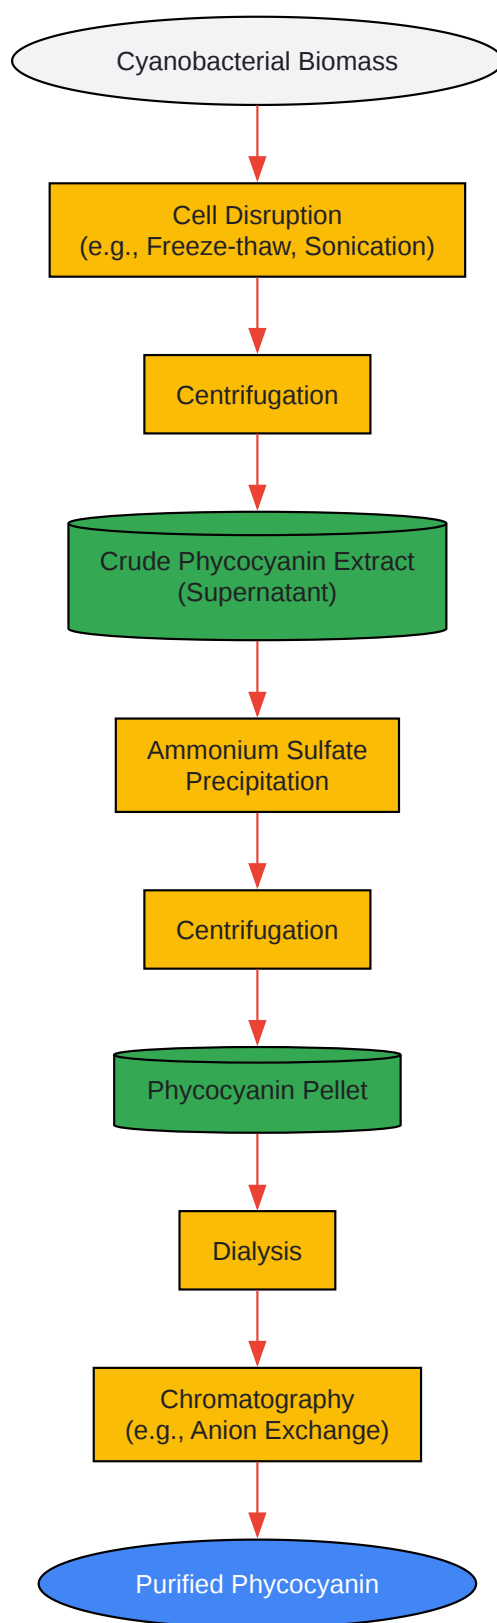 Cyanobacterial Biomass
Cell Disruption
(e.g., Freeze-thaw, Sonication)
Centrifugation
Crude Phycocyanin Extract
(Supernatant)
Ammonium Sulfate
Precipitation
Centrifugation
Phycocyanin Pellet
Dialysis
Chromatography
(e.g., Anion Exchange)
Purified Phycocyanin